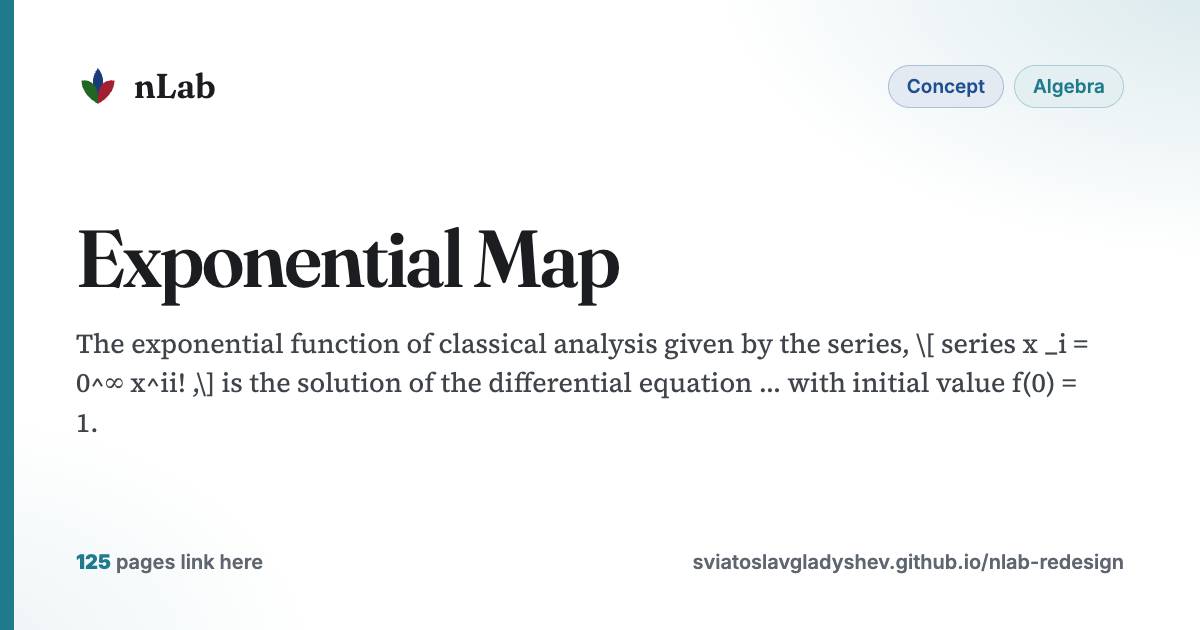 nLab
Concept
Algebra
Exponential Map
The exponential function of classical analysis given by the series, \[ series x _i =
0^∞ x^ii! ,\] is the solution of the differential equation ... with initial value f(0) =
1.
125 pages link here
sviatoslavgladyshev.github.io/nlab-redesign